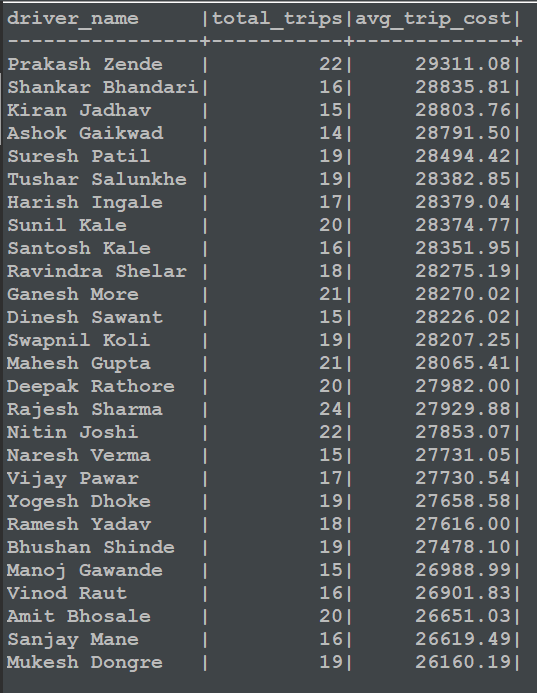 driver_name     |total_trips|avg_trip_cost|
----------------+-----------+-------------+
Prakash Zende   |         22|     29311.08|
Shankar Bhandari|         16|     28835.81|
Kiran Jadhav    |         15|     28803.76|
Ashok Gaikwad   |         14|     28791.50|
Suresh Patil    |         19|     28494.42|
Tushar Salunkhe |         19|     28382.85|
Harish Ingale   |         17|     28379.04|
Sunil Kale      |         20|     28374.77|
Santosh Kale    |         16|     28351.95|
Ravindra Shelar |         18|     28275.19|
Ganesh More     |         21|     28270.02|
Dinesh Sawant   |         15|     28226.02|
Swapnil Koli    |         19|     28207.25|
Mahesh Gupta    |         21|     28065.41|
Deepak Rathore  |         20|     27982.00|
Rajesh Sharma   |         24|     27929.88|
Nitin Joshi     |         22|     27853.07|
Naresh Verma    |         15|     27731.05|
Vijay Pawar     |         17|     27730.54|
Yogesh Dhoke    |         19|     27658.58|
Ramesh Yadav    |         18|     27616.00|
Bhushan Shinde  |         19|     27478.10|
Manoj Gawande   |         15|     26988.99|
Vinod Raut      |         16|     26901.83|
Amit Bhosale    |         20|     26651.03|
Sanjay Mane     |         16|     26619.49|
Mukesh Dongre   |         19|     26160.19|